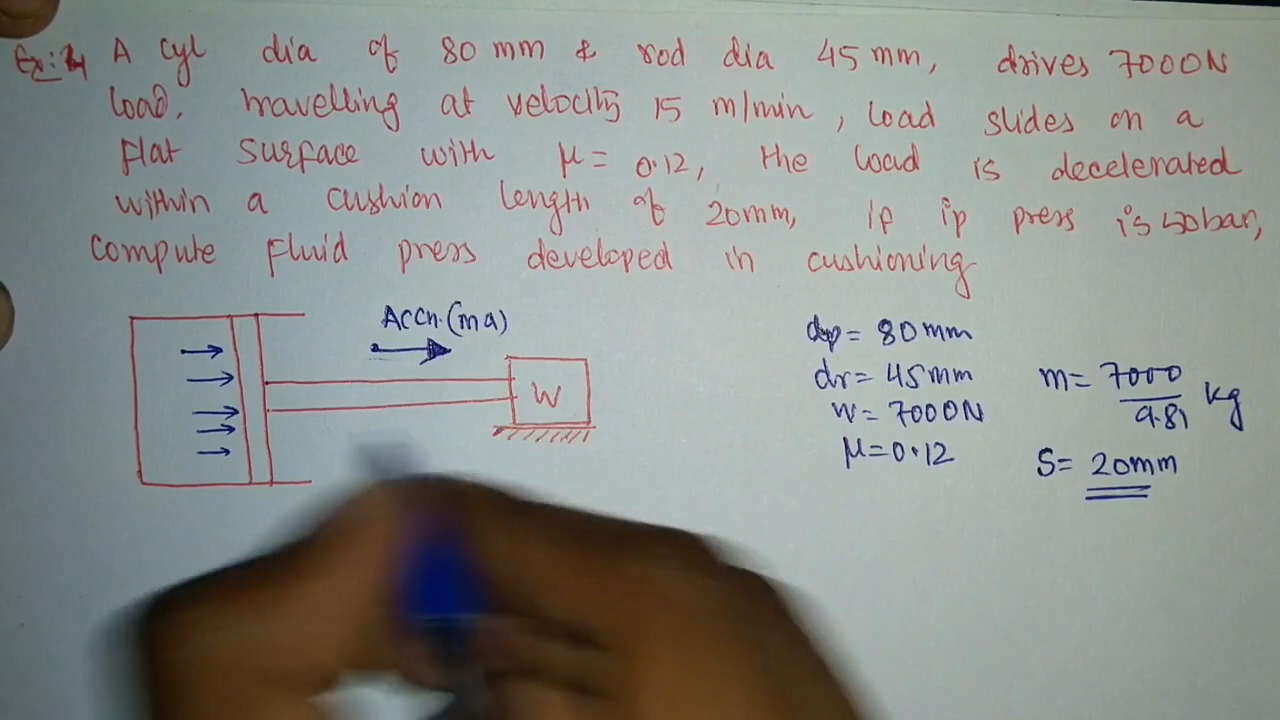 Ex:- A cyl dia of 80 mm & rod dia 45 mm, drives 7000N
load, travelling at velocity 15 m/min, load slides on a
flat surface with μ = 0.12, the load is decelerated
within a cushion length of 20mm, if ip press is 50bar,
compute fluid press developed in cushioning
Accn.(ma)
W
dp = 80mm
dr = 45mm
W = 7000N
μ = 0.12
m = 7000
9.81
kg
S = 20mm